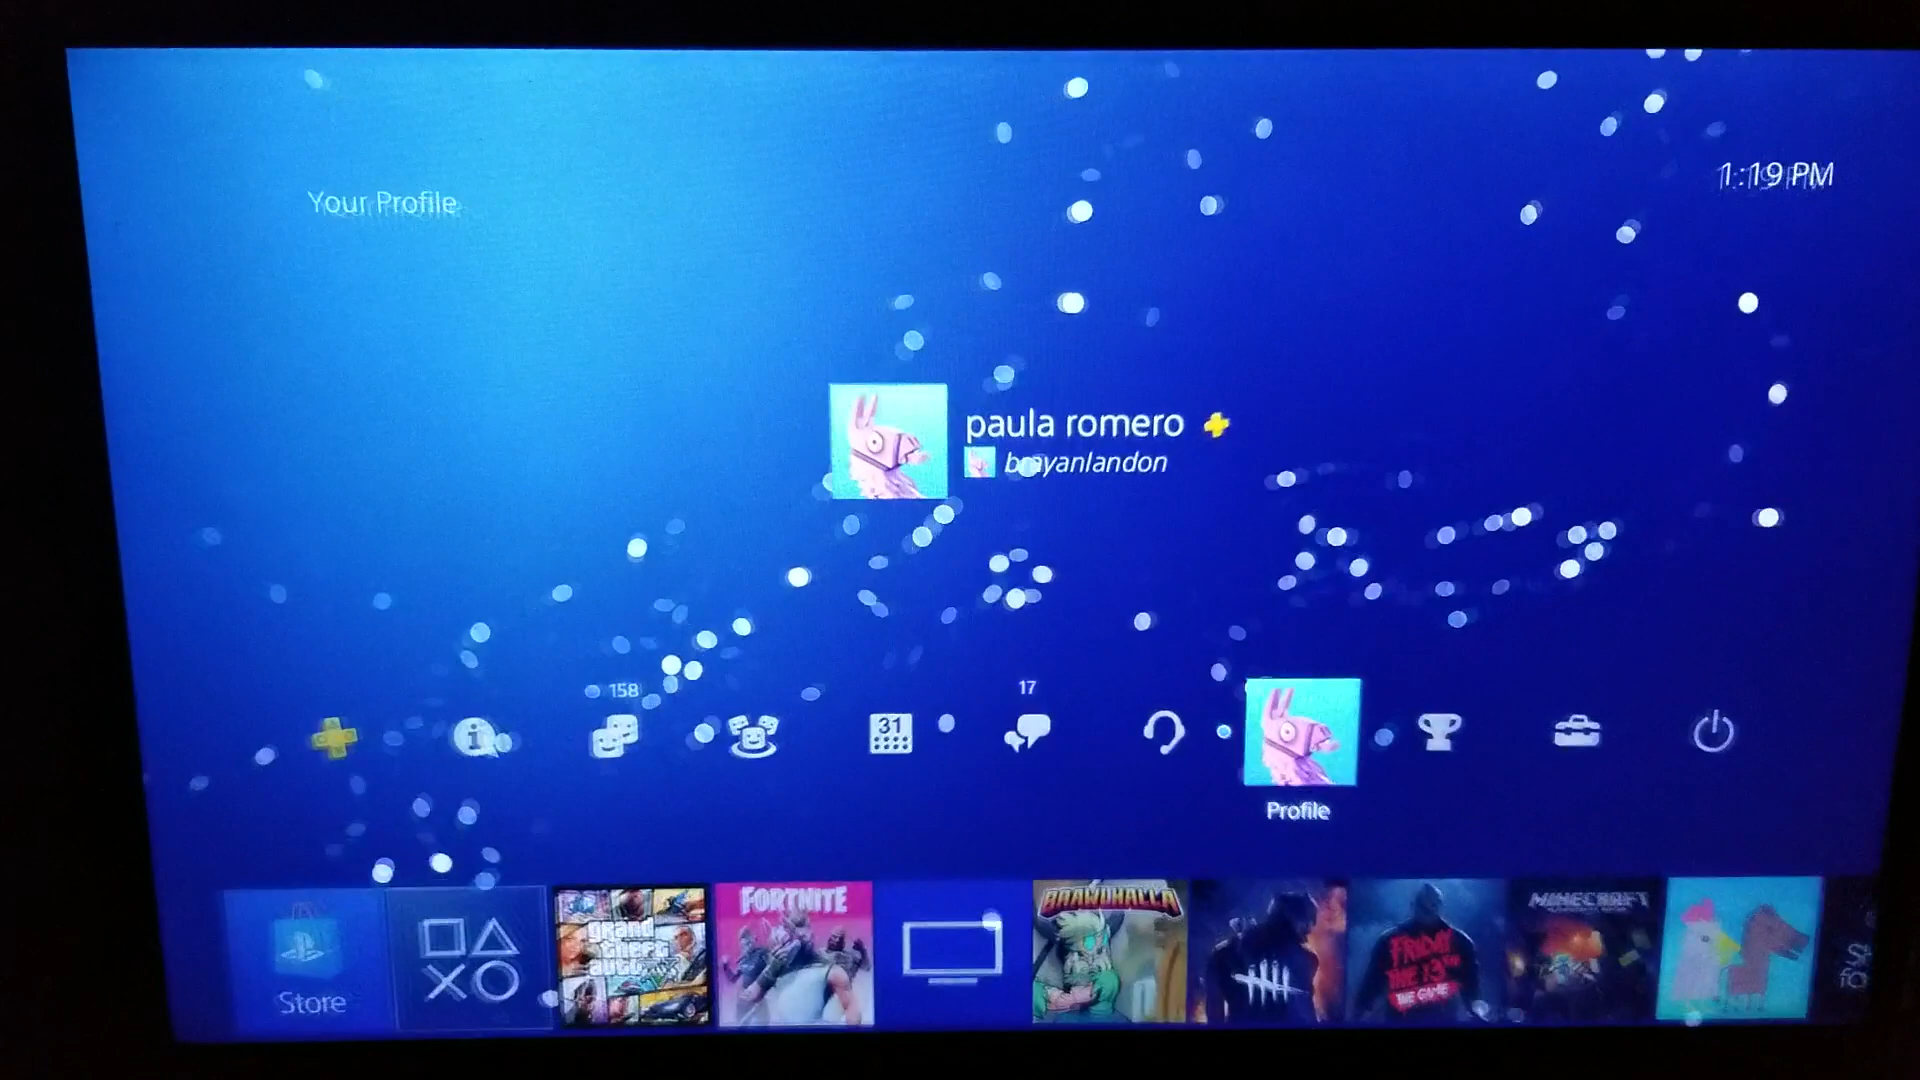 Your Profile
1:19 PM
paula romero
brayanlandon
158
17
31
Profile
Store
grand
theft
auto
FORTNITE
BRAWLHALLA
FRIDAY
THE 13TH
THE GAME
MINECRAFT